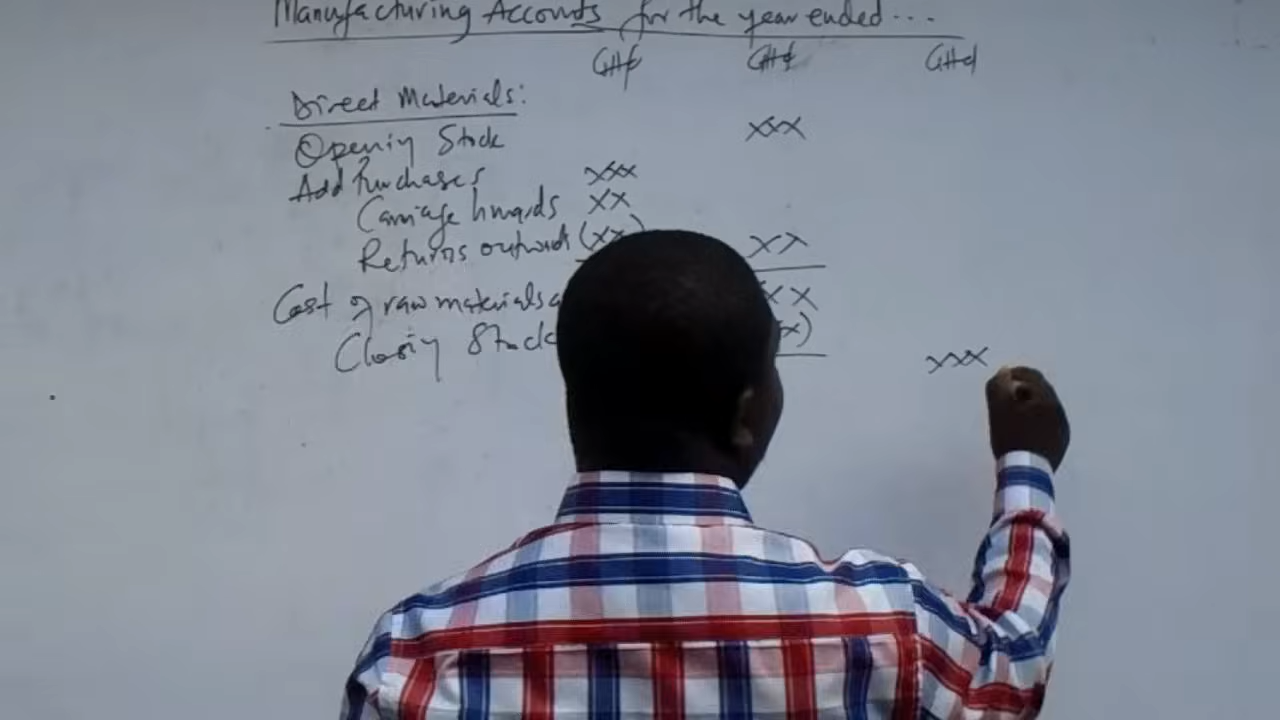 Manufacturing Accounts for the year ended...
GH¢ GH¢ GH¢
Direct Materials:
Opening Stock xxx
Add Purchases xxx
Carriage Inwards xx
Returns outwards (xx) xx
Cost of raw materials xx
Closing Stock x) xxx